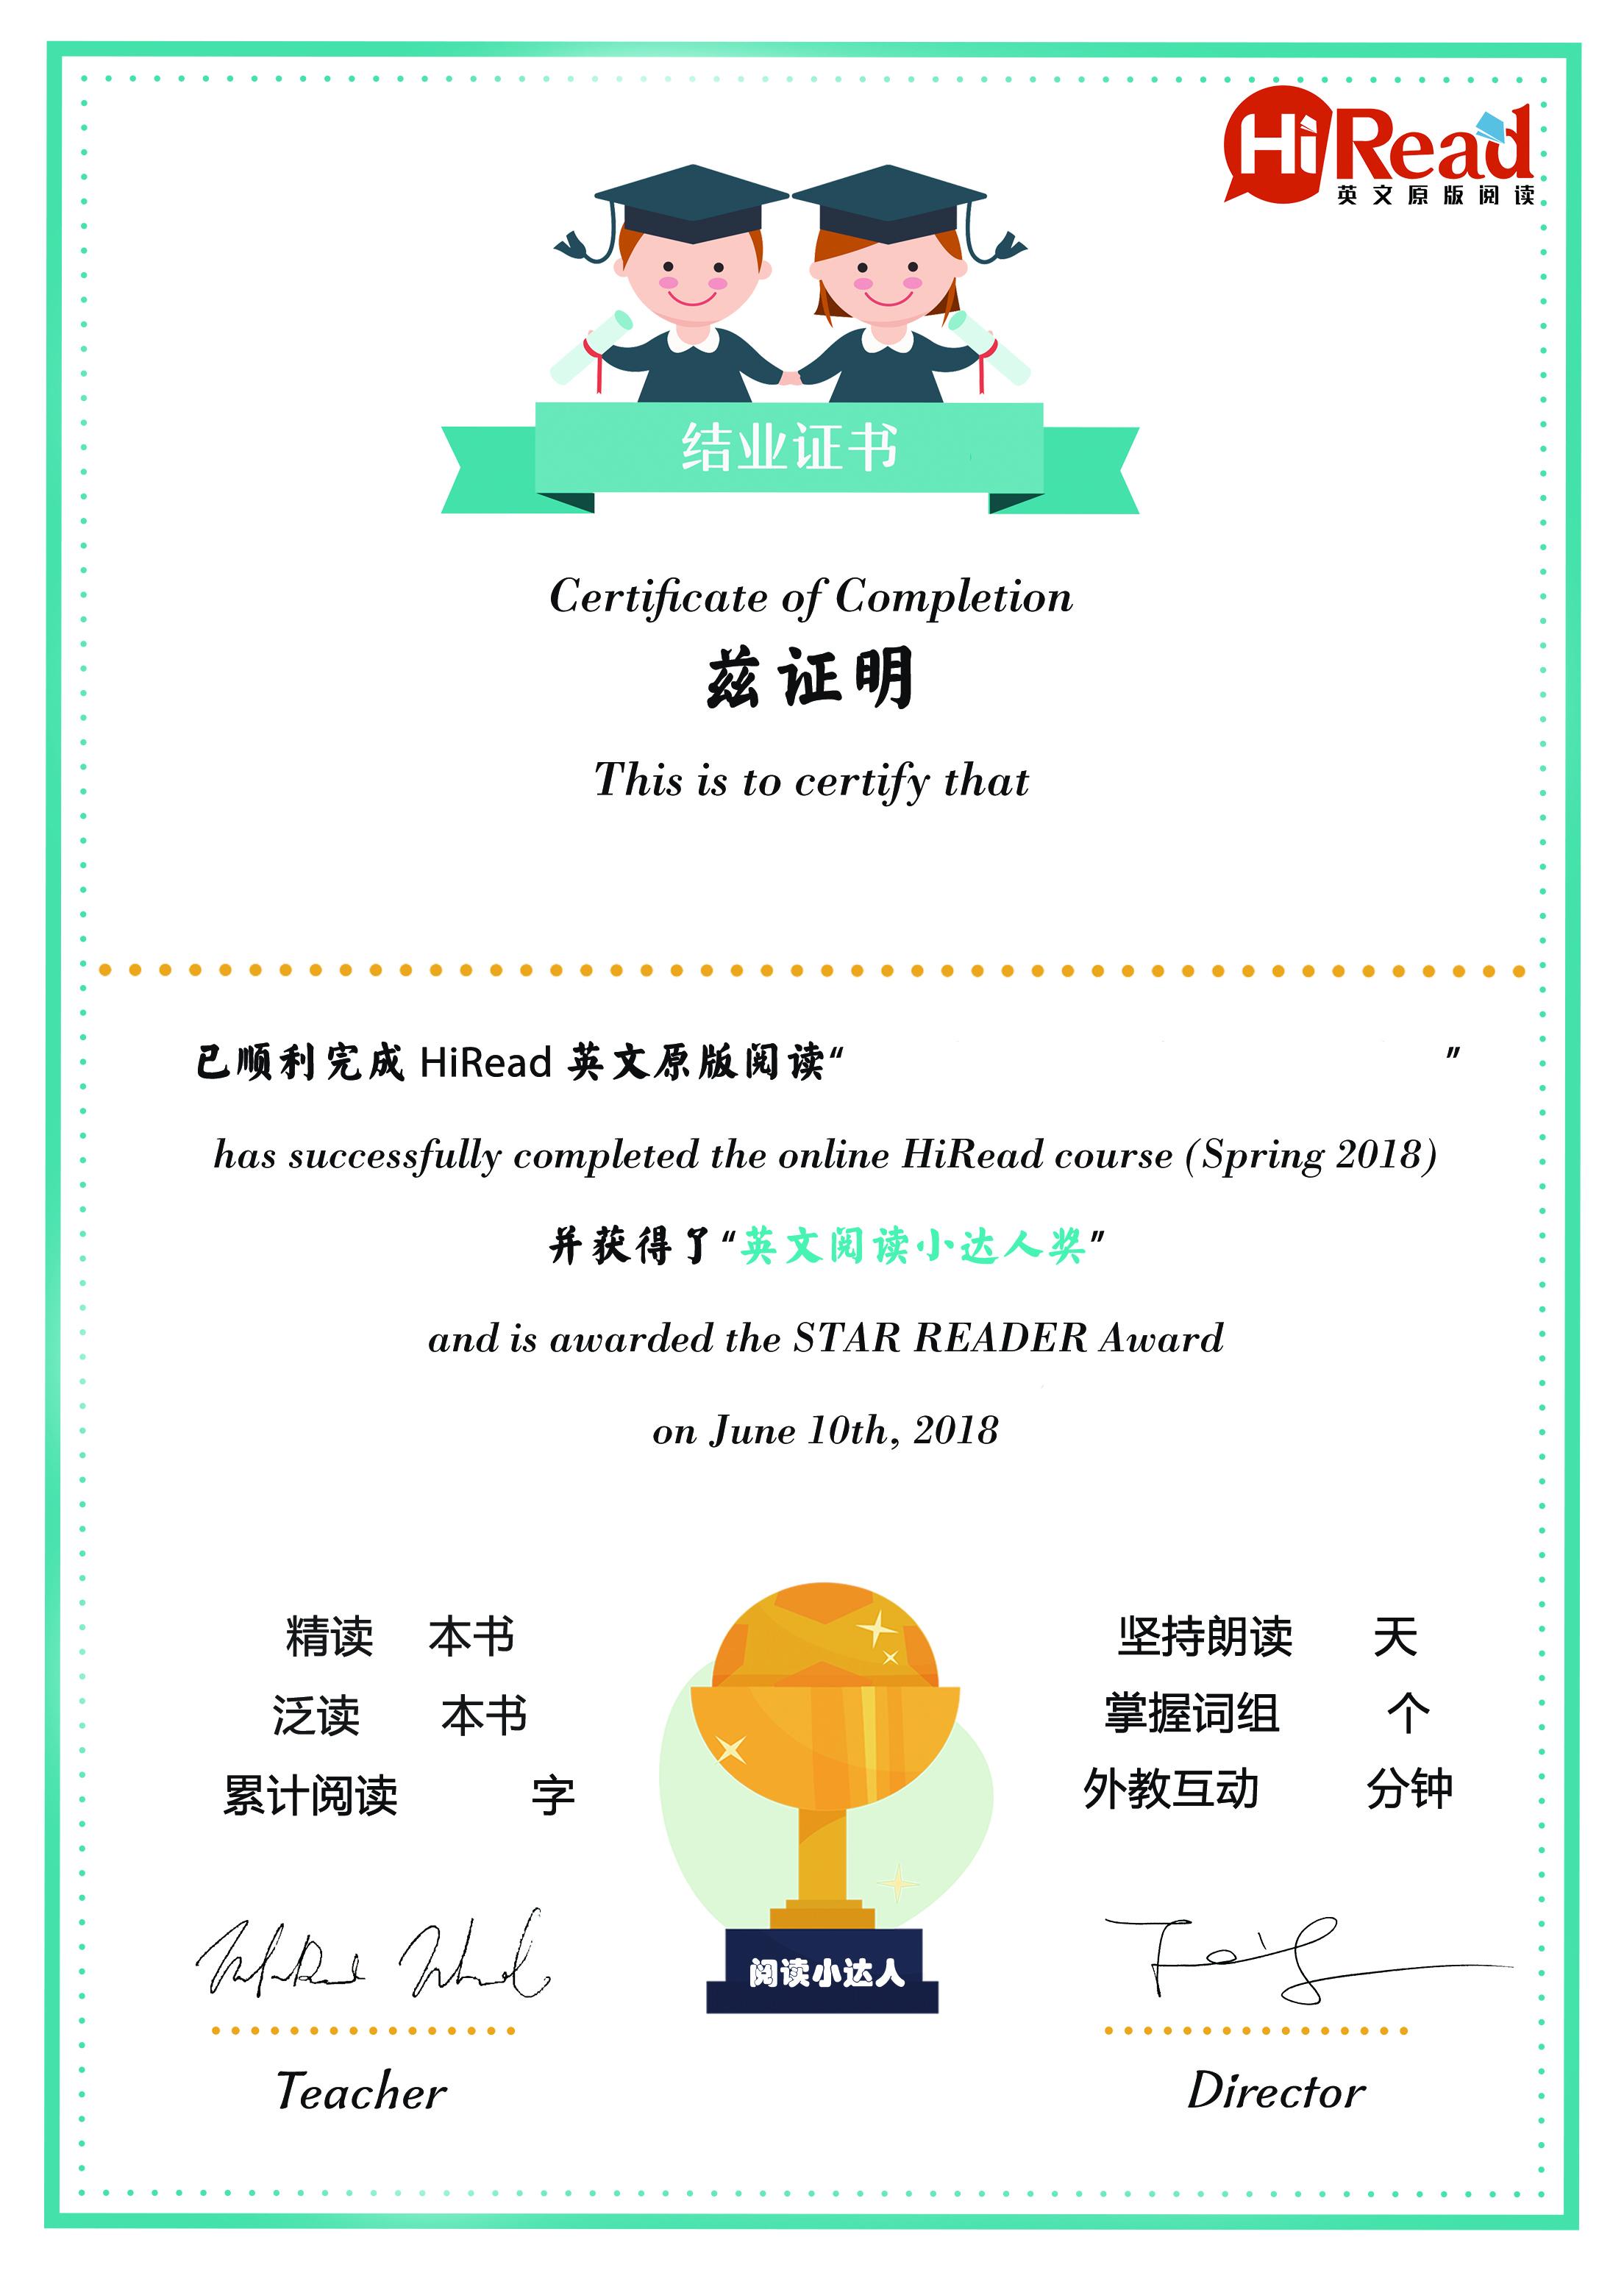 HiRead
英文原版阅读
结业证书
Certificate of Completion
兹证明
This is to certify that
已顺利完成 HiRead 英文原版阅读“ ”
has successfully completed the online HiRead course (Spring 2018)
并获得了“英文阅读小达人奖”
and is awarded the STAR READER Award
on June 10th, 2018
精读 本书
泛读 本书
累计阅读 字
坚持朗读 天
掌握词组 个
外教互动 分钟
阅读小达人
Teacher
Director